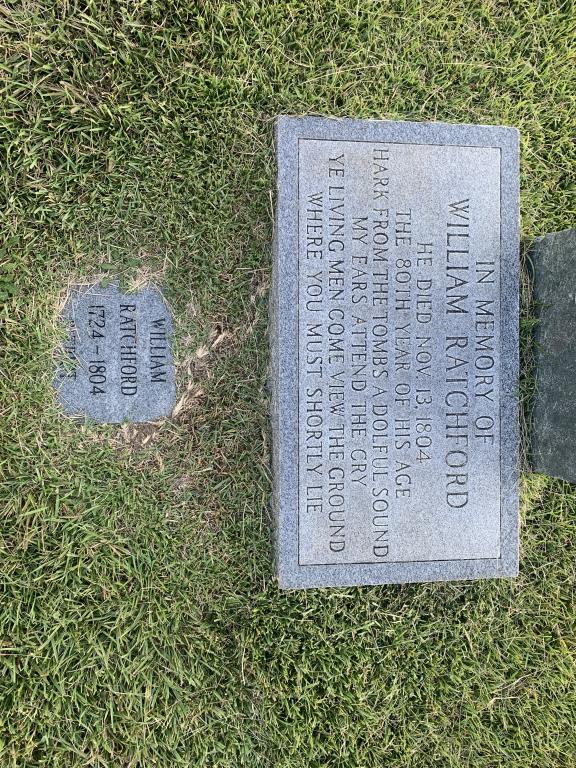 IN MEMORY OF
WILLIAM RATCHFORD
HE DIED NOV. 13, 1804
THE 80TH YEAR OF HIS AGE
HARK FROM THE TOMBS A DOLFUL SOUND
MY EARS ATTEND THE CRY
YE LIVING MEN COME VIEW THE GROUND
WHERE YOU MUST SHORTLY LIE
WILLIAM
RATCHFORD
1724 - 1804